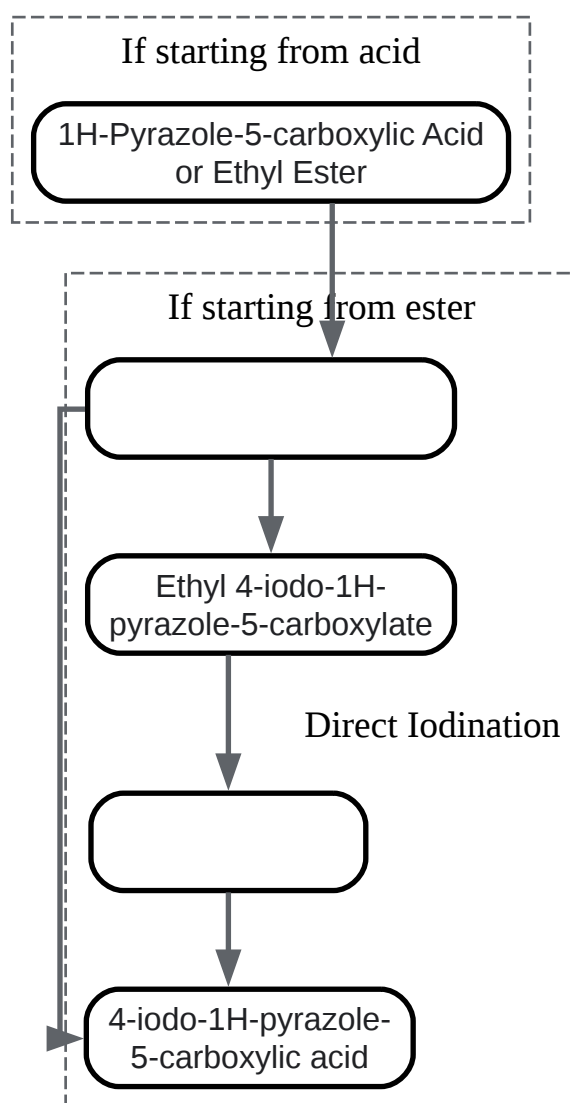 If starting from acid
1H-Pyrazole-5-carboxylic Acid
or Ethyl Ester
If starting from ester
Ethyl 4-iodo-1H-
pyrazole-5-carboxylate
Direct Iodination
4-iodo-1H-pyrazole-
5-carboxylic acid